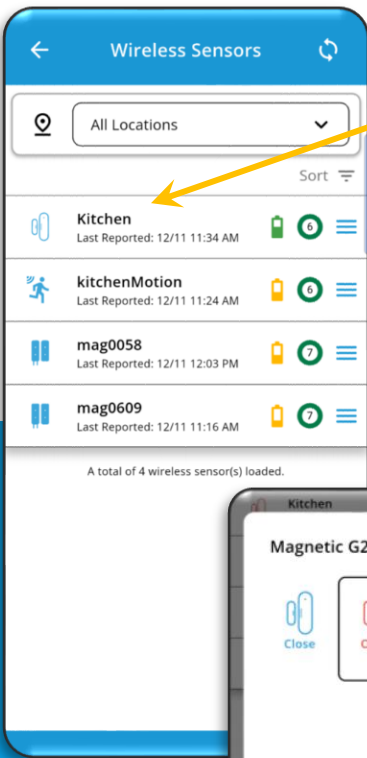 Wireless Sensors
All Locations
Sort
Kitchen
Last Reported: 12/11 11:34 AM
6
kitchenMotion
Last Reported: 12/11 11:24 AM
6
mag0058
Last Reported: 12/11 12:03 PM
7
mag0609
Last Reported: 12/11 11:16 AM
7
A total of 4 wireless sensor(s) loaded.
Kitchen
Magnetic G2
Close